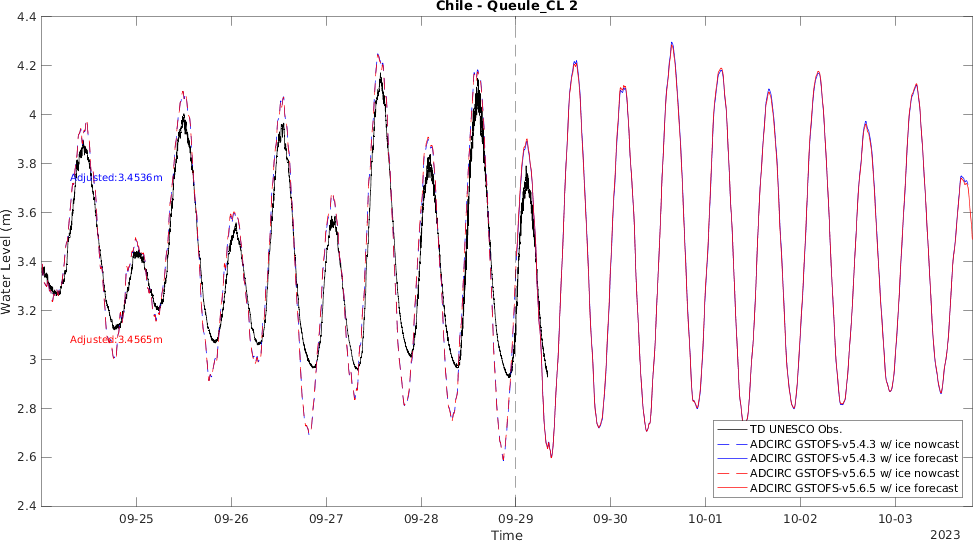 Chile - Queule_CL 2
4.4
4.2
4
3.8
3.6
3.4
3.2
3
2.8
2.6
2.4
Water Level (m)
Adjusted:3.4536m
Adjusted:3.4565m
TD UNESCO Obs.
ADCIRC GSTOFS-v5.4.3 w/ ice nowcast
ADCIRC GSTOFS-v5.4.3 w/ ice forecast
ADCIRC GSTOFS-v5.6.5 w/ ice nowcast
ADCIRC GSTOFS-v5.6.5 w/ ice forecast
09-25 09-26 09-27 09-28 09-29 09-30 10-01 10-02 10-03
Time
2023